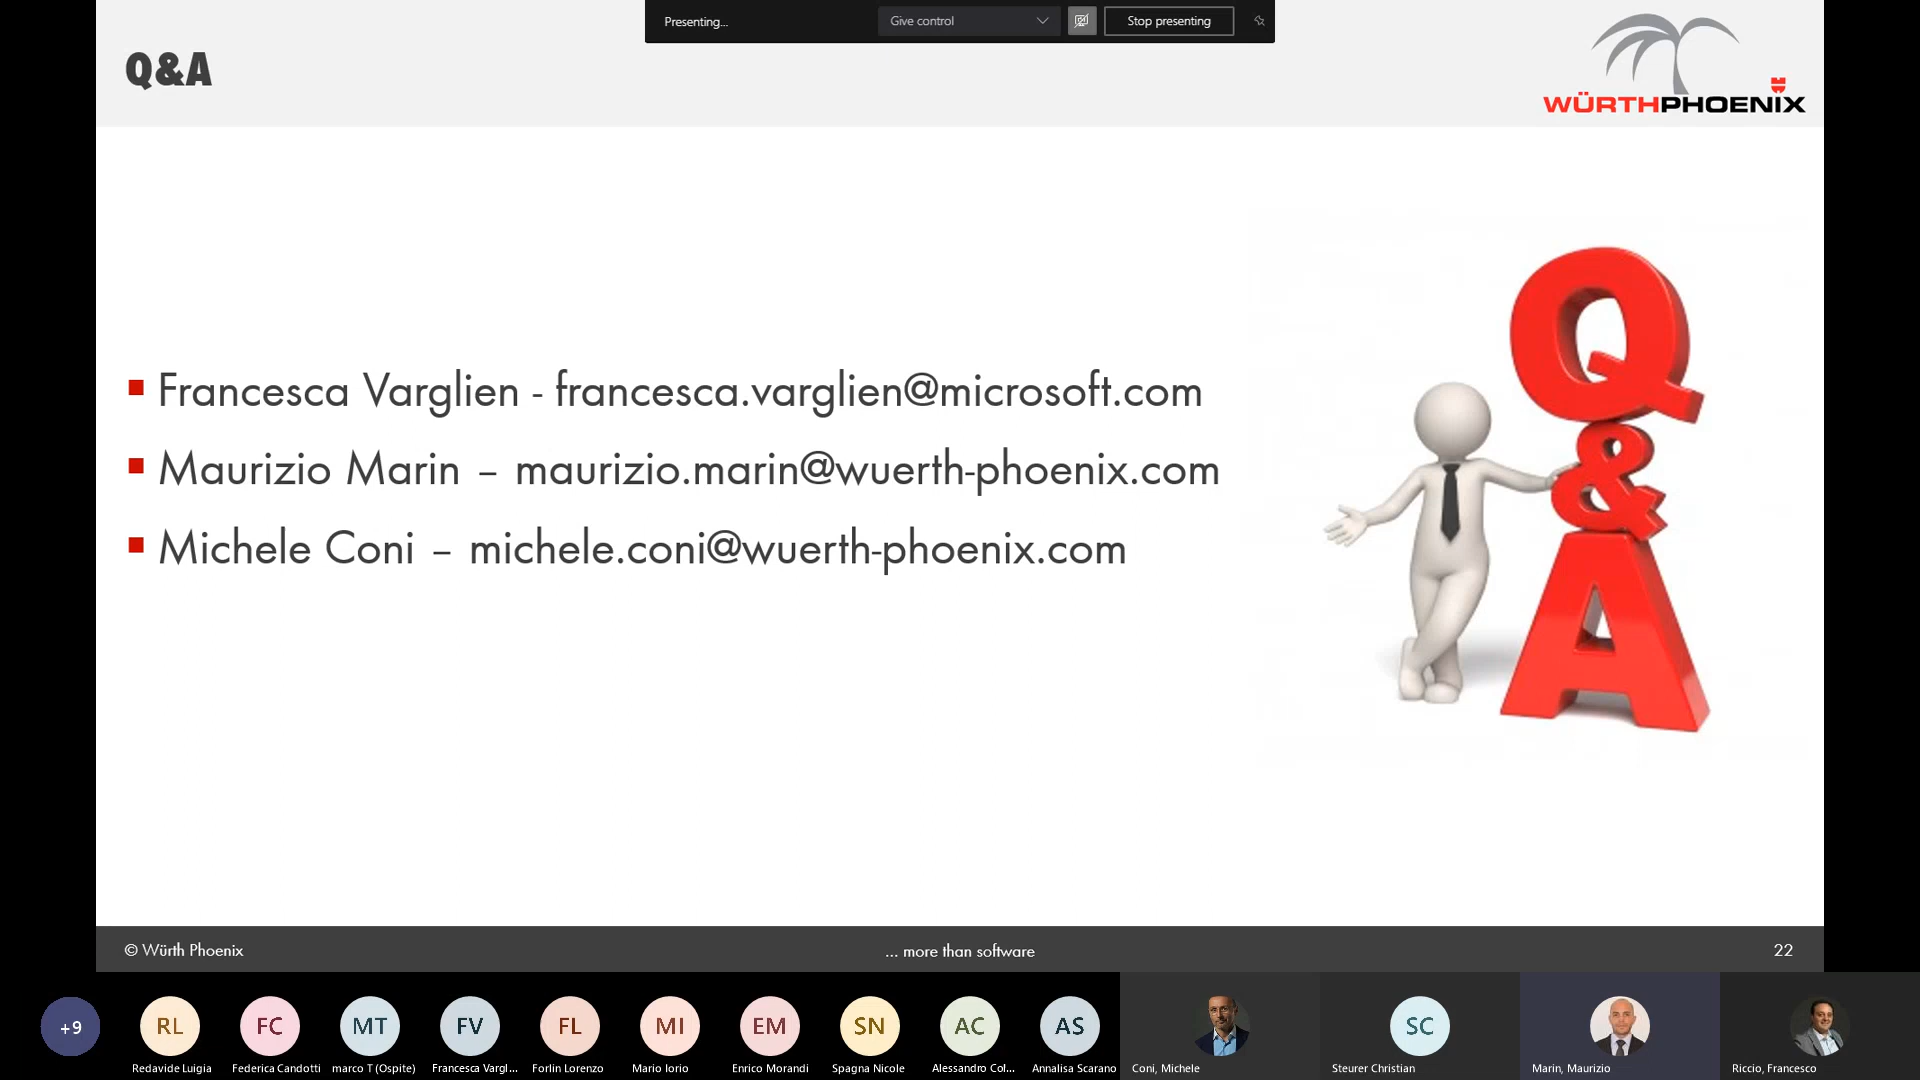 Presenting...
Give control
Stop presenting
Q&A
WÜRTHPHOENIX
Francesca Varglien - francesca.varglien@microsoft.com
Maurizio Marin – maurizio.marin@wuerth-phoenix.com
Michele Coni – michele.coni@wuerth-phoenix.com
Q
&
A
© Würth Phoenix
... more than software
22
+9
RL
FC
MT
FV
FL
MI
EM
SN
AC
AS
SC
Redavide Luigia
Federica Candotti
marco T (Ospite)
Francesca Vargl...
Forlin Lorenzo
Mario Iorio
Enrico Morandi
Spagna Nicole
Alessandro Col...
Annalisa Scarano
Coni, Michele
Steurer Christian
Marin, Maurizio
Riccio, Francesco